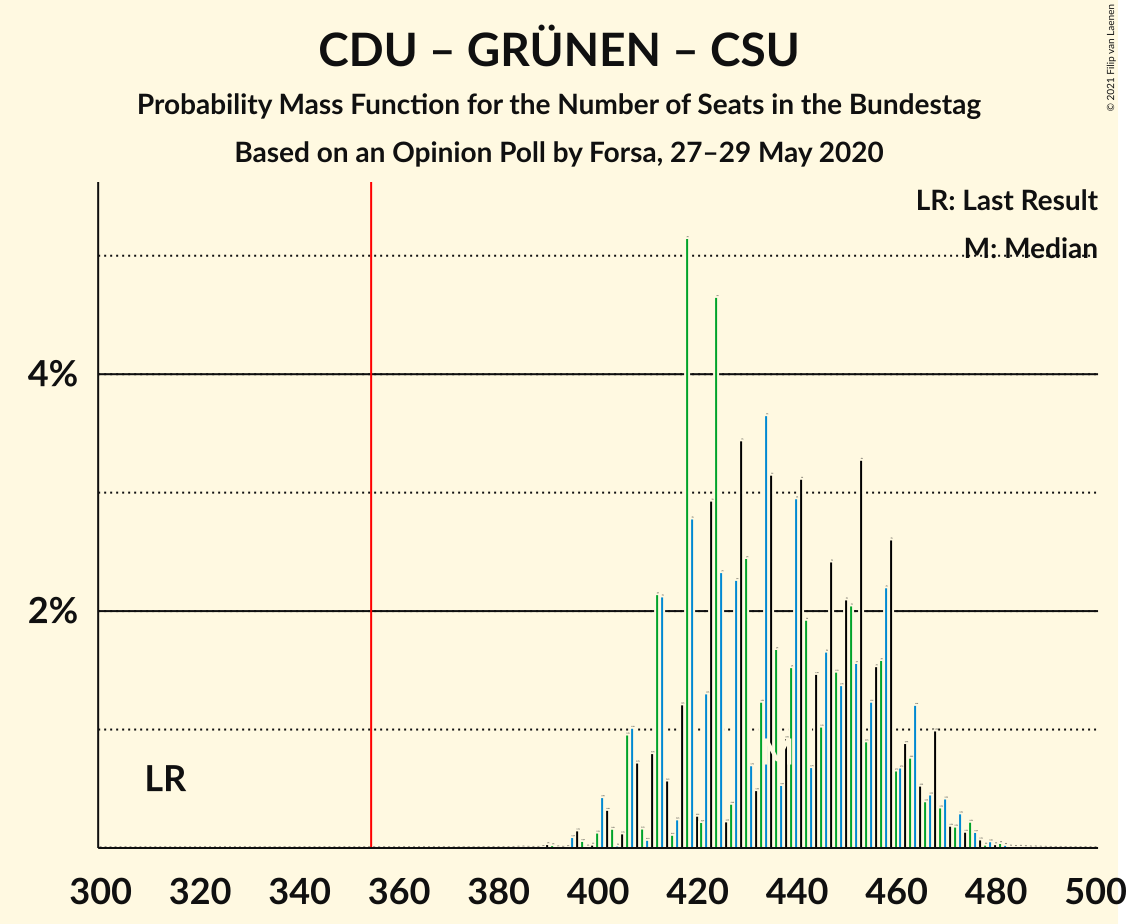 CDU – GRÜNEN – CSU
Probability Mass Function for the Number of Seats in the Bundestag
Based on an Opinion Poll by Forsa, 27–29 May 2020
© 2021 Filip van Laenen
LR: Last Result
M: Median
4%
2%
LR
M
300 320 340 360 380 400 420 440 460 480 500